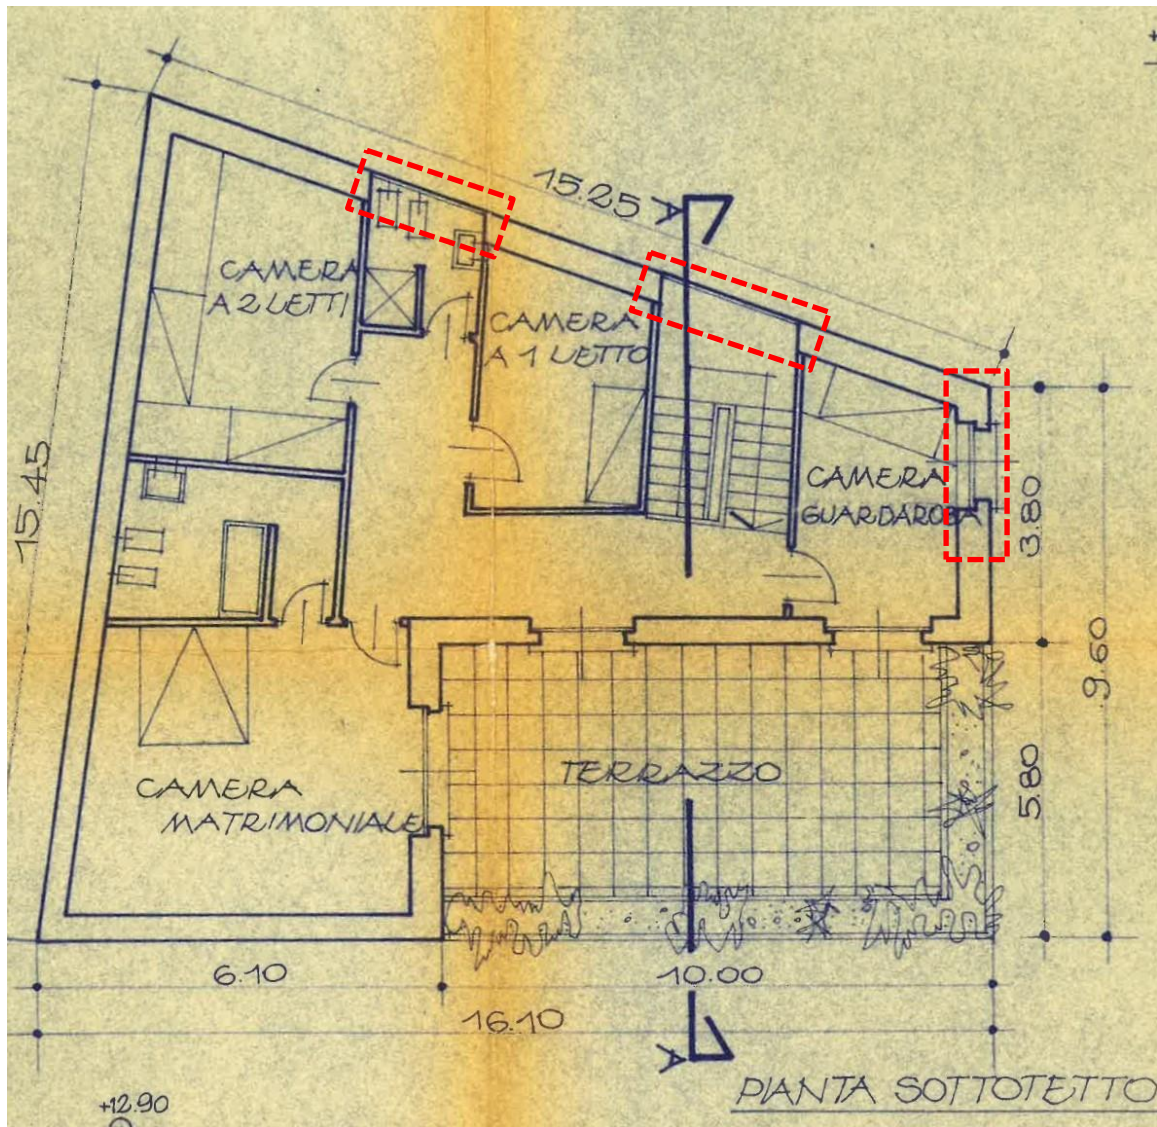 15.25
A
CAMERA
A 2 LETTI
CAMERA
A 1 LETTO
15.45
CAMERA
GUARDAROBA
3.80
9.60
TERRAZZO
5.80
CAMERA
MATRIMONIALE
6.10
10.00
16.10
A
PIANTA SOTTOTETTO
+12.90